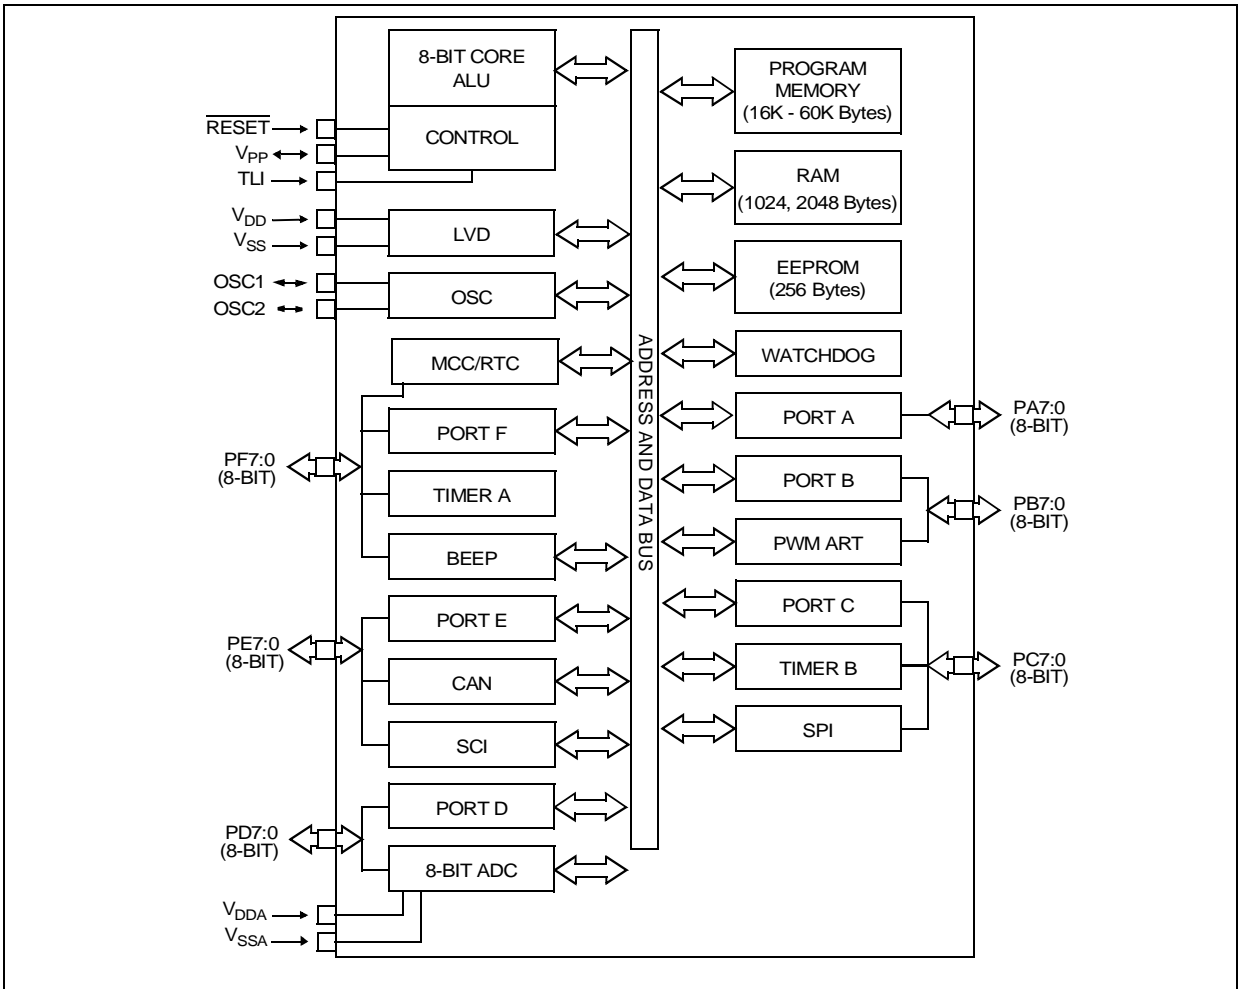 8-BIT CORE
ALU
CONTROL
RESET
VPP
TLI
VDD
VSS
LVD
OSC1
OSC2
OSC
MCC/RTC
PORT F
PF7:0
(8-BIT)
TIMER A
BEEP
PORT E
PE7:0
(8-BIT)
CAN
SCI
PORT D
PD7:0
(8-BIT)
8-BIT ADC
VDDA
VSSA
ADDRESS AND DATA BUS
PROGRAM
MEMORY
(16K - 60K Bytes)
RAM
(1024, 2048 Bytes)
EEPROM
(256 Bytes)
WATCHDOG
PORT A
PA7:0
(8-BIT)
PORT B
PB7:0
(8-BIT)
PWM ART
PORT C
TIMER B
PC7:0
(8-BIT)
SPI